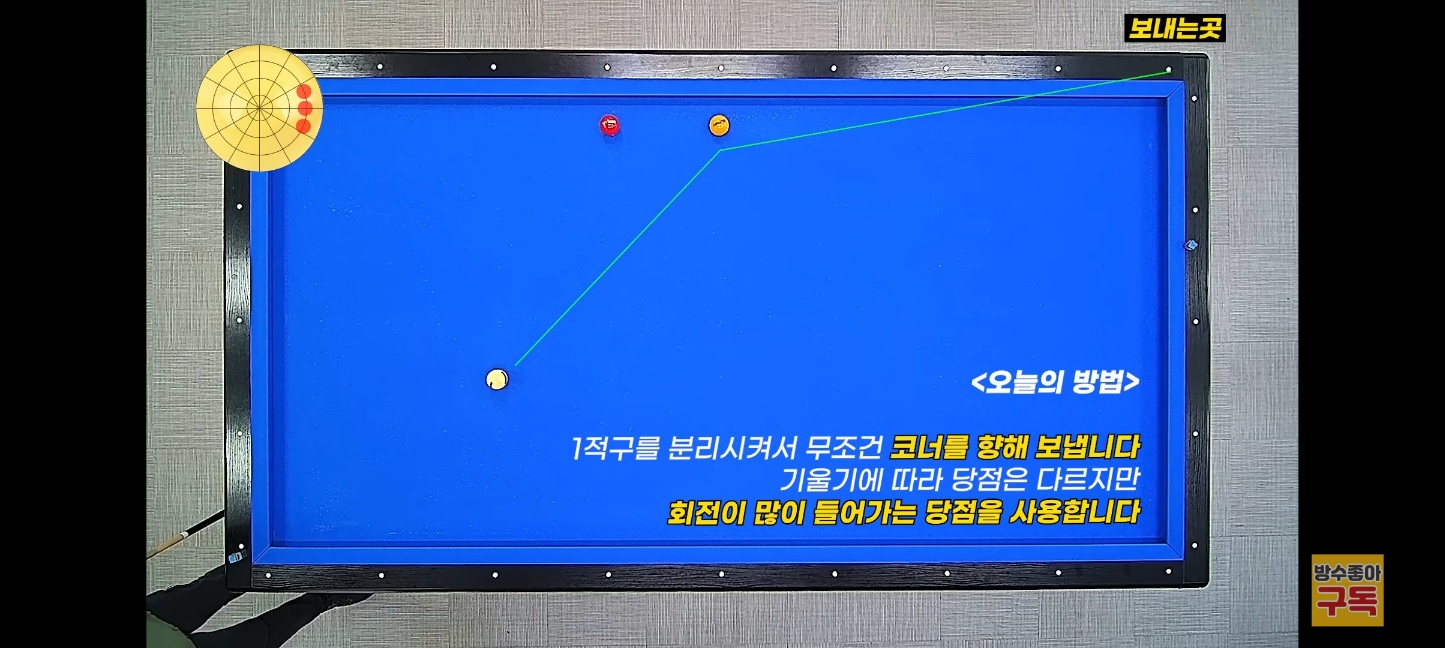 보내는곳
<오늘의 방법>
1적구를 분리시켜서 무조건 코너를 향해 보냅니다
기울기에 따라 당점은 다르지만
회전이 많이 들어가는 당점을 사용합니다
방수좋아
구독